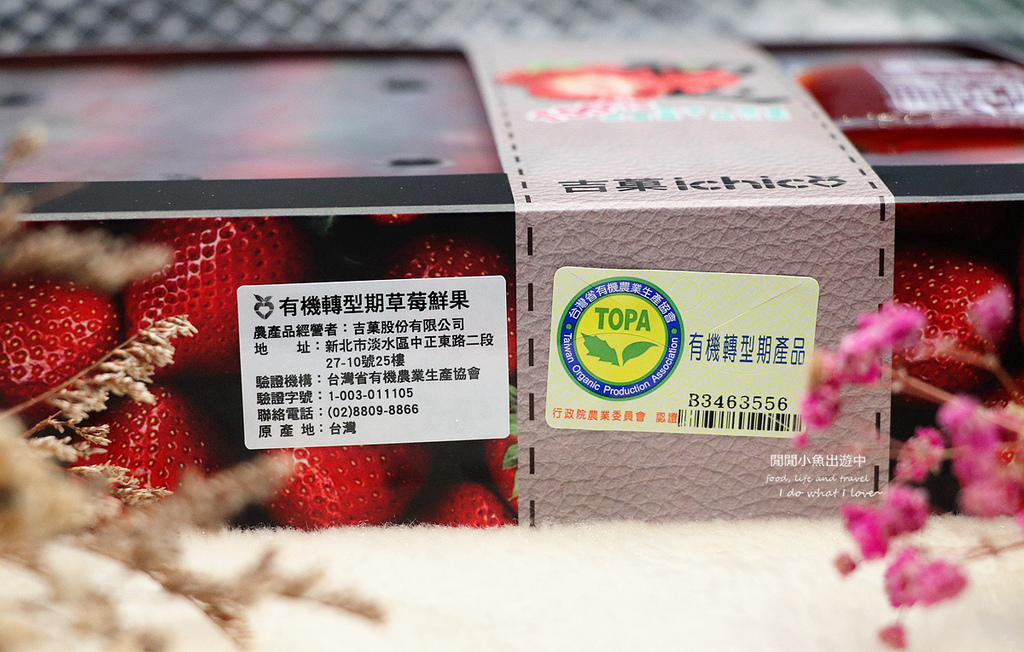 吉菓ichico
有機轉型期草莓鮮果
農產品經營者：吉菓股份有限公司
地 址：新北市淡水區中正東路二段
27-10號25樓
驗證機構：台灣省有機農業生產協會
驗證字號：1-003-011105
聯絡電話：(02)8809-8866
原 產 地：台灣
台灣省有機農業生產協會
TOPA
Taiwan Organic Production Association
有機轉型期產品
B3463556
行政院農業委員會 認證
閒閒小魚出遊中
food, life and travel
I do what I love~